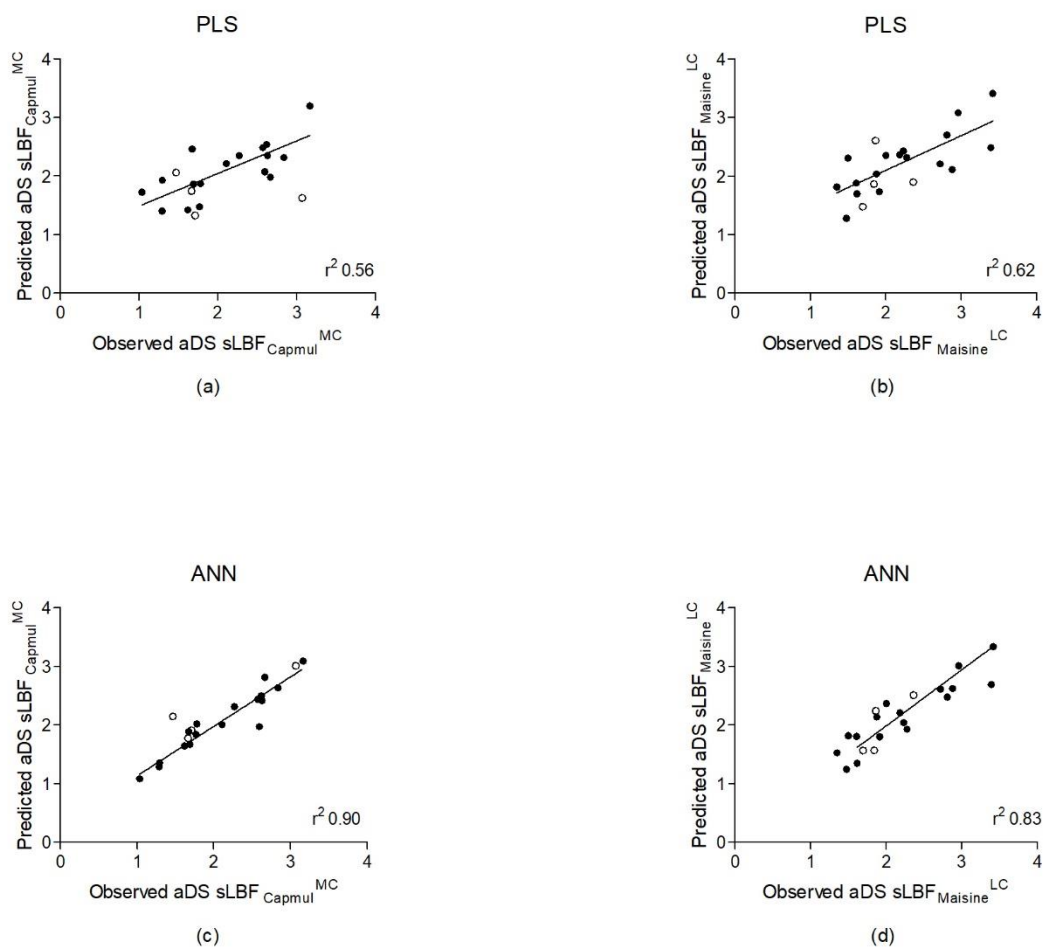 PLS
Predicted aDS sLBF Capmul MC
4
3
2
1
0
r2 0.56
0 1 2 3 4
Observed aDS sLBF Capmul MC
(a)
PLS
Predicted aDS sLBF Maisine LC
4
3
2
1
0
r2 0.62
0 1 2 3 4
Observed aDS sLBF Maisine LC
(b)
ANN
Predicted aDS sLBF Capmul MC
4
3
2
1
0
r2 0.90
0 1 2 3 4
Observed aDS sLBF Capmul MC
(c)
ANN
Predicted aDS sLBF Maisine LC
4
3
2
1
0
r2 0.83
0 1 2 3 4
Observed aDS sLBF Maisine LC
(d)